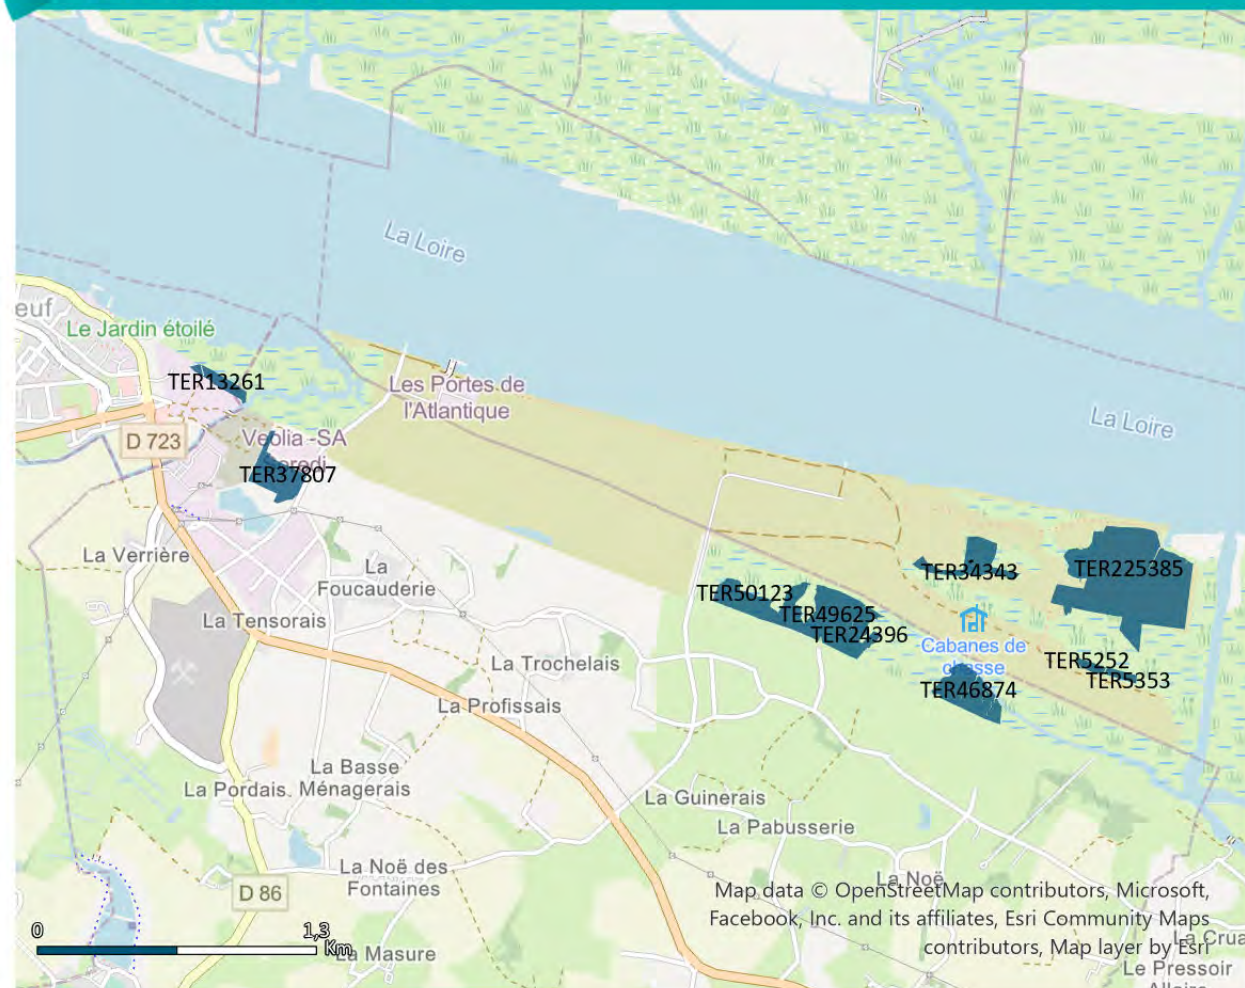 La Loire
euf
Le Jardin étoilé
TER13261
Les Portes de
l'Atlantique
La Loire
D 723
Veolia -SA
TER37807
La Verrière
La
Foucauderie
TER34343
TER225385
TER50123
TER49625
TER24396
La Tensorais
Cabanes de
chasse
TER5252
TER5353
La Trochelais
TER46874
La Profissais
La Basse
Ménagerais
La Pordais
La Guinerais
La Pabusserie
La Noë des
Fontaines
La Noë
D 86
Map data © OpenStreetMap contributors, Microsoft,
Facebook, Inc. and its affiliates, Esri Community Maps
contributors, Map layer by Esri
0 1,3
Km
La Masure
La Crua
Le Pressoir